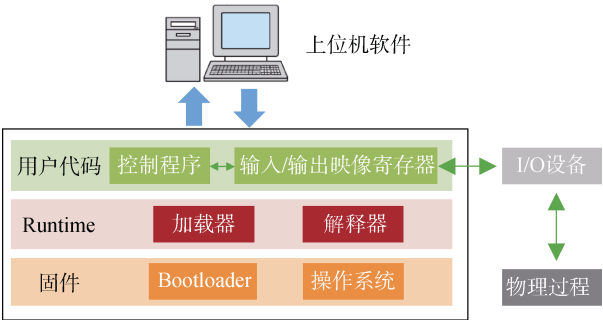 上位机软件
用户代码 控制程序 输入/输出映像寄存器 I/O设备
Runtime 加载器 解释器
固件 Bootloader 操作系统 物理过程